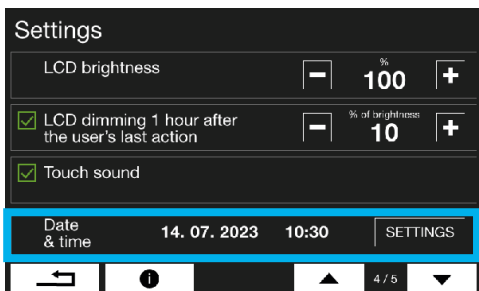 Settings
LCD brightness
%
100
LCD dimming 1 hour after
the user's last action
% of brightness
10
Touch sound
Date
& time
14. 07. 2023
10:30
SETTINGS
4 / 5